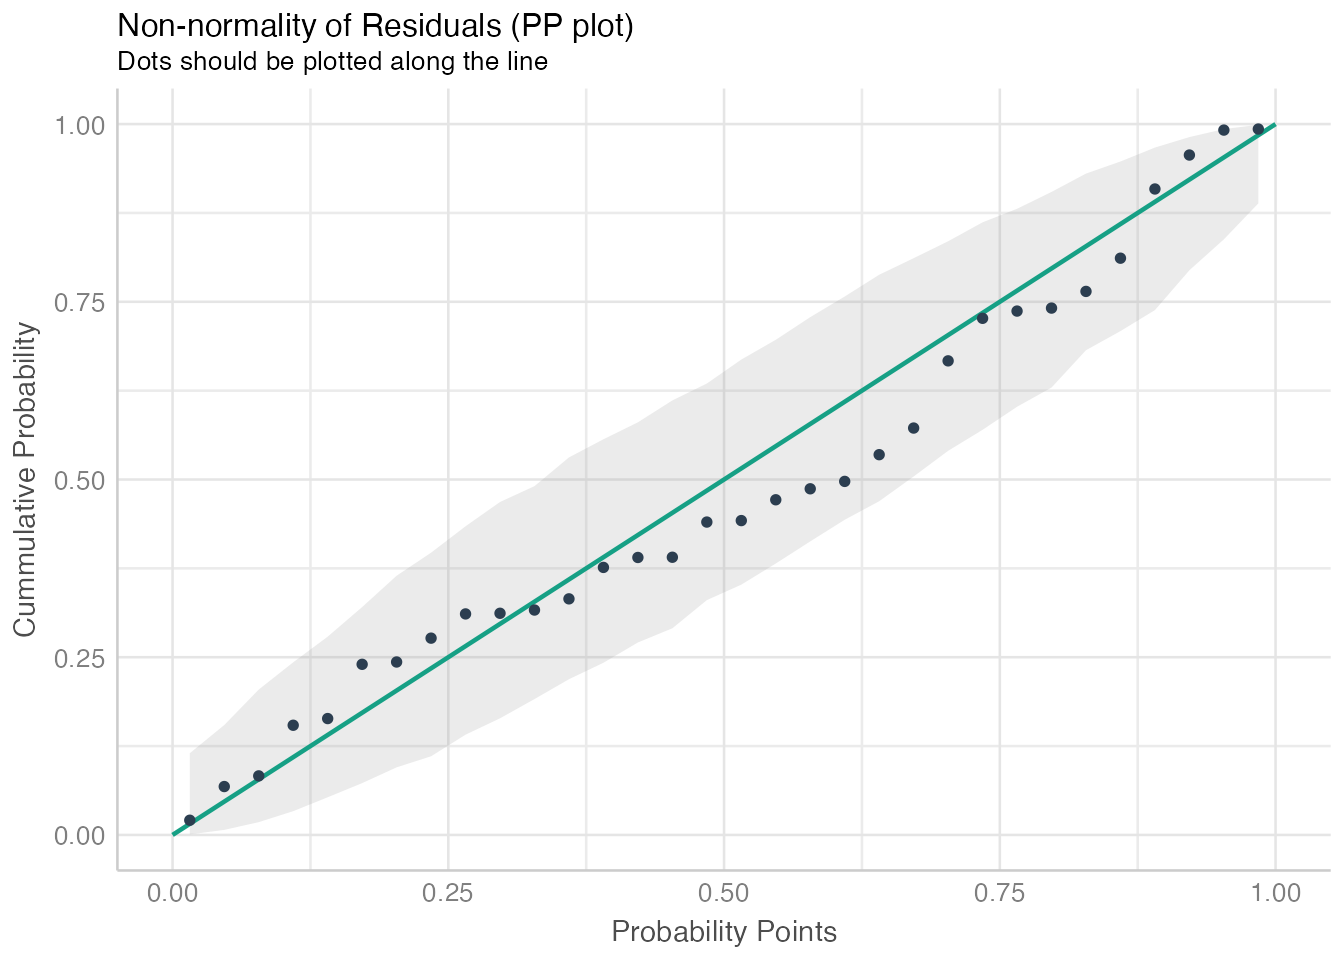 Non-normality of Residuals (PP plot)
Dots should be plotted along the line
1.00
0.75
0.50
0.25
0.00
Cummulative Probability
0.00 0.25 0.50 0.75 1.00
Probability Points